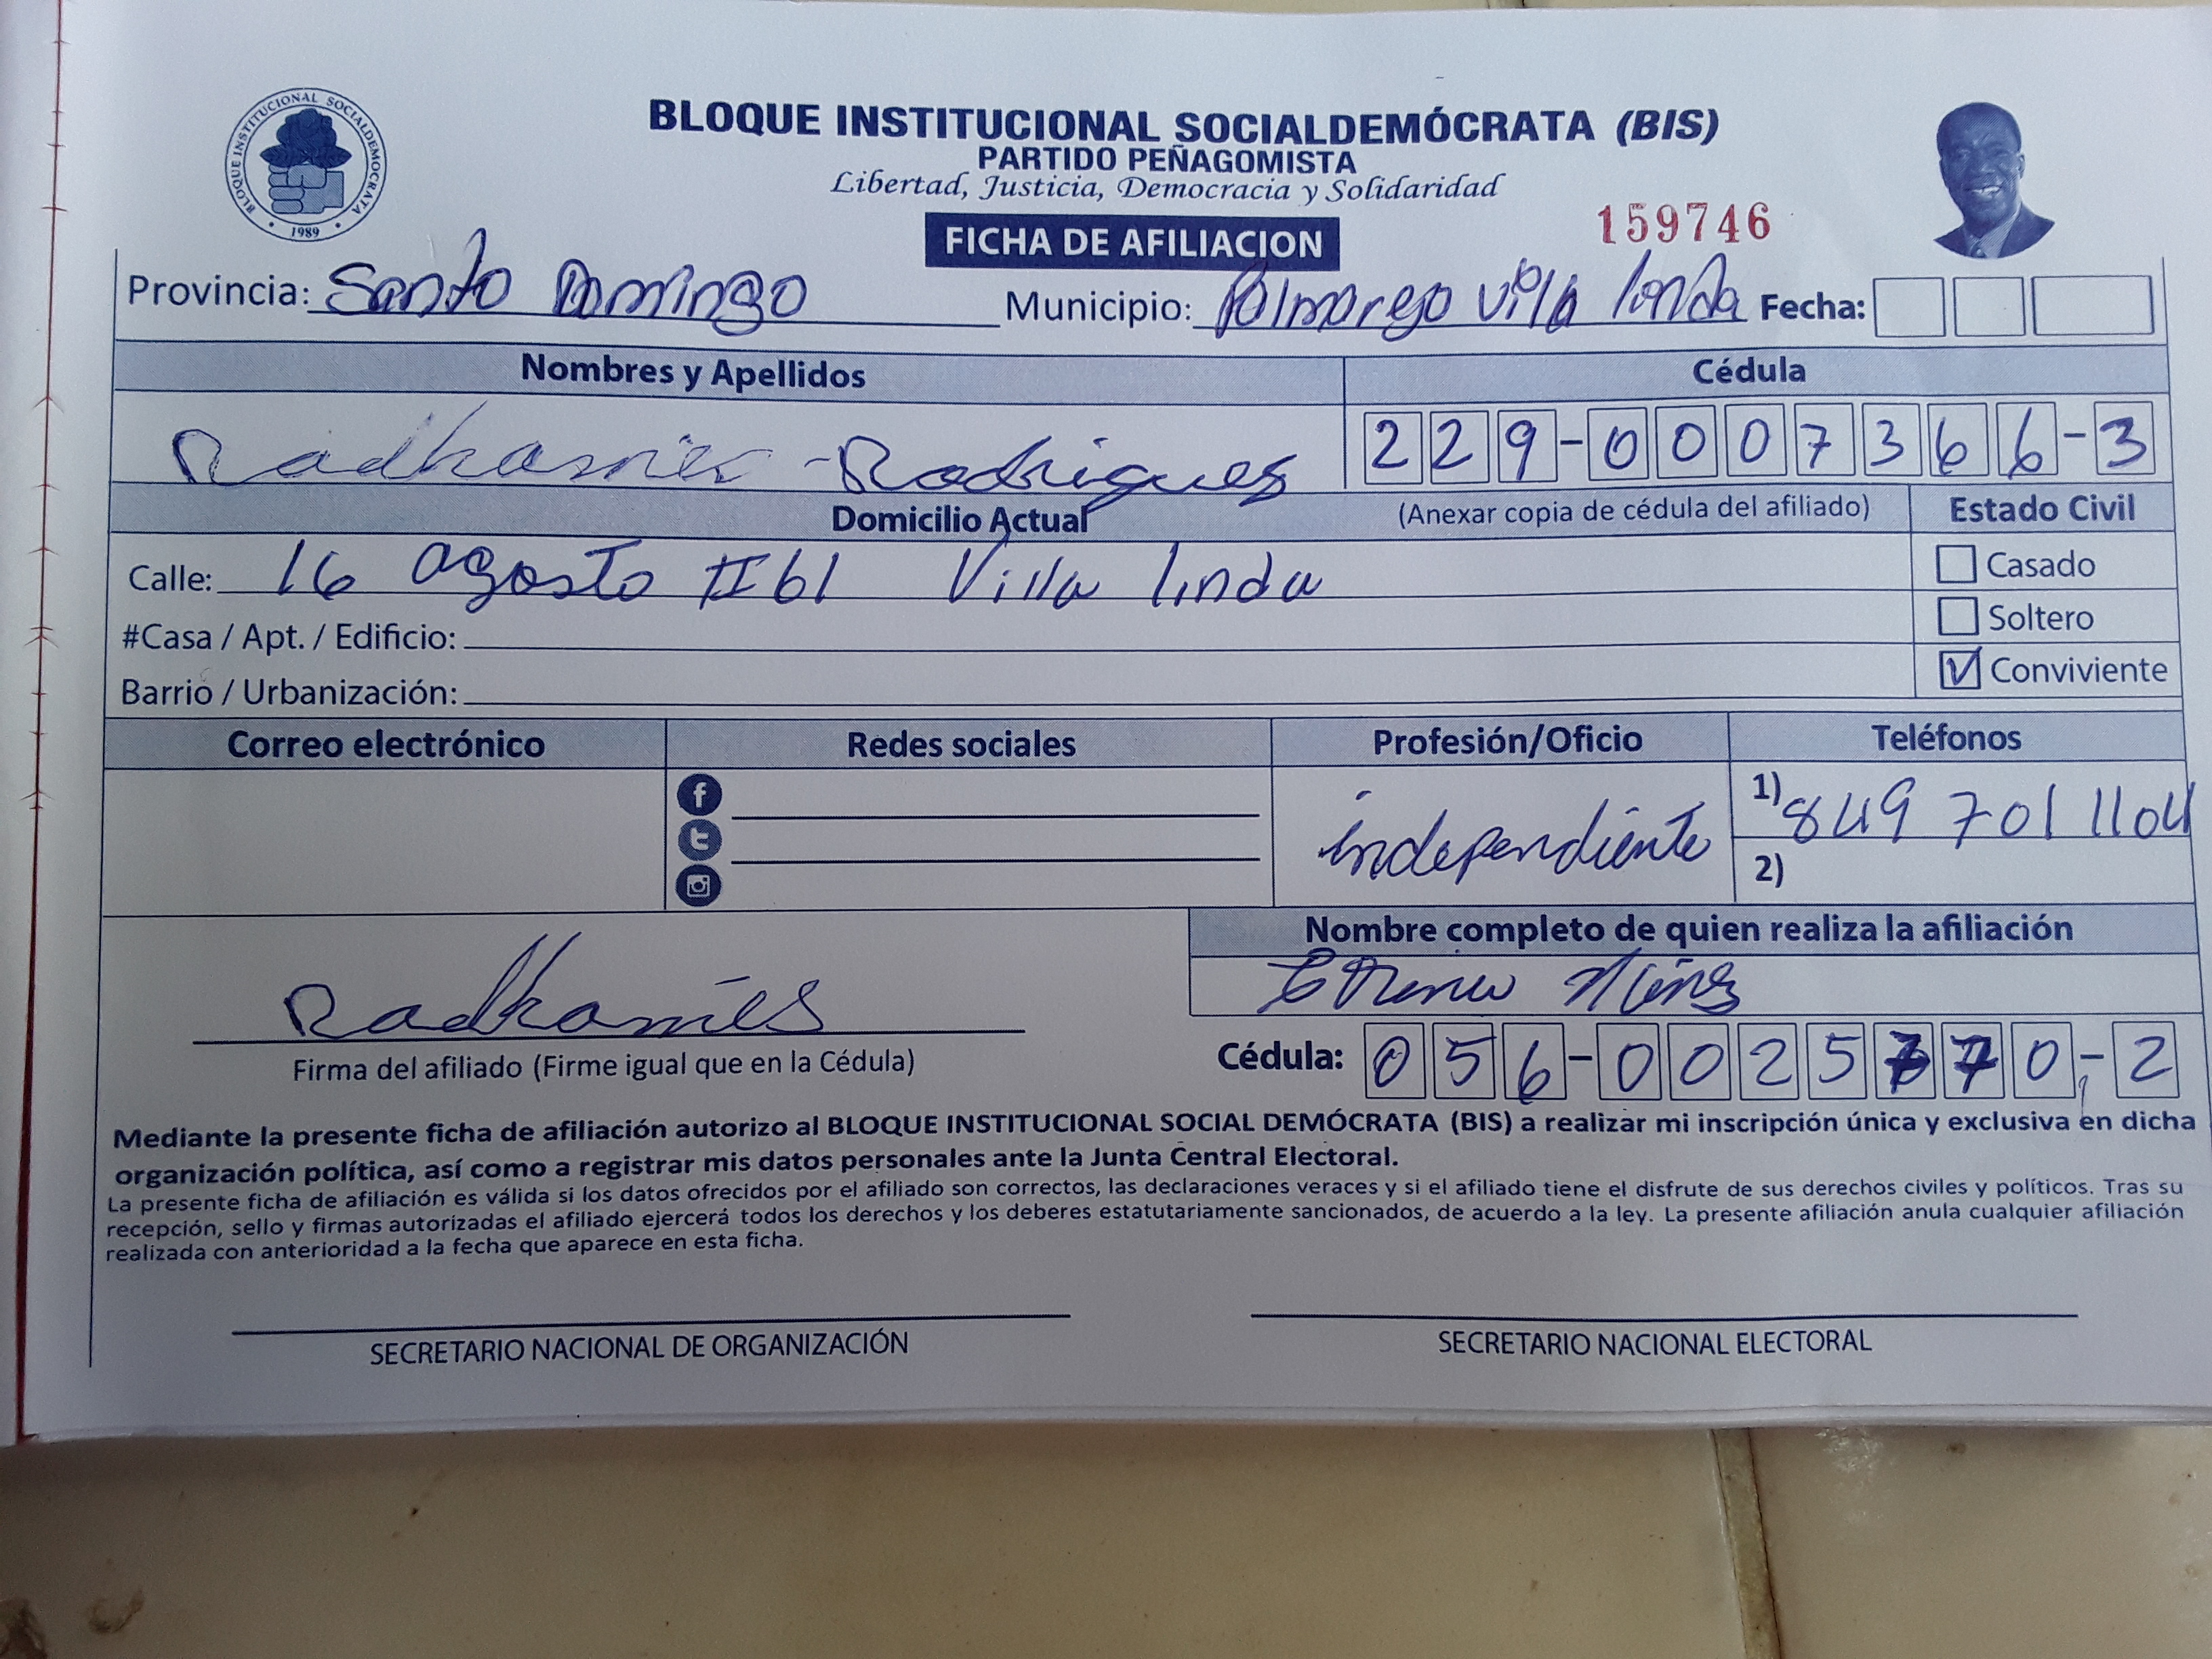 BLOQUE INSTITUCIONAL SOCIALDEMOCRATA
1989
BLOQUE INSTITUCIONAL SOCIALDEMÓCRATA (BIS)
PARTIDO PEÑAGOMISTA
Libertad, Justicia, Democracia y Solidaridad
159746
FICHA DE AFILIACION
Provincia: Santo Domingo Municipio: Palmarejo Villa linda Fecha:
Nombres y Apellidos Cédula
Radhames Rodrigues 229-0007366-3
Domicilio Actual (Anexar copia de cédula del afiliado) Estado Civil
Calle: 16 agosto #61 Villa linda Casado
#Casa / Apt. / Edificio: Soltero
Barrio / Urbanización: Conviviente
Correo electrónico Redes sociales Profesión/Oficio Teléfonos
independiente 1) 849 701 1104
2)
Nombre completo de quien realiza la afiliación
Radhames
Firma del afiliado (Firme igual que en la Cédula) Cédula: 056-0025770-2
Mediante la presente ficha de afiliación autorizo al BLOQUE INSTITUCIONAL SOCIAL DEMÓCRATA (BIS) a realizar mi inscripción única y exclusiva en dicha
organización política, así como a registrar mis datos personales ante la Junta Central Electoral.
La presente ficha de afiliación es válida si los datos ofrecidos por el afiliado son correctos, las declaraciones veraces y si el afiliado tiene el disfrute de sus derechos civiles y políticos. Tras su
recepción, sello y firmas autorizadas el afiliado ejercerá todos los derechos y los deberes estatutariamente sancionados, de acuerdo a la ley. La presente afiliación anula cualquier afiliación
realizada con anterioridad a la fecha que aparece en esta ficha.
SECRETARIO NACIONAL DE ORGANIZACIÓN SECRETARIO NACIONAL ELECTORAL